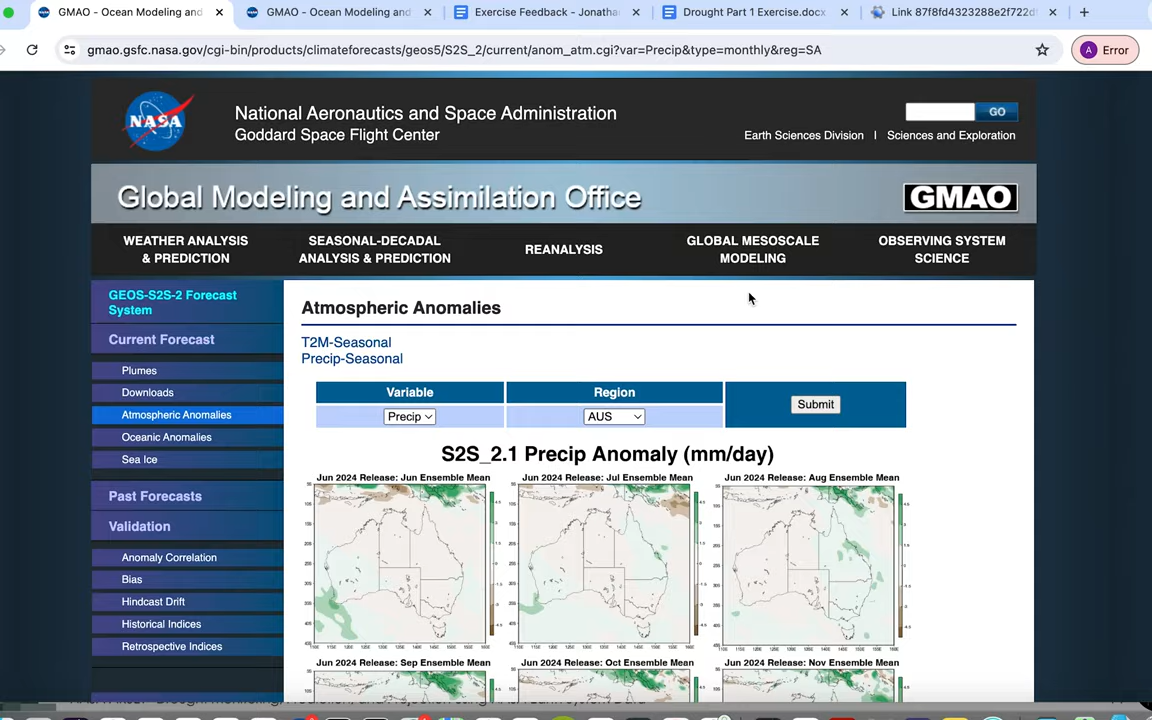 GMAO - Ocean Modeling and
GMAO - Ocean Modeling and
Exercise Feedback - Jonatha
Drought Part 1 Exercise.docx
Link 87f8fd4323288e2f722d
gmao.gsfc.nasa.gov/cgi-bin/products/climateforecasts/geos5/S2S_2/current/anom_atm.cgi?var=Precip&type=monthly&reg=SA
A Error
NASA
National Aeronautics and Space Administration
Goddard Space Flight Center
GO
Earth Sciences Division I Sciences and Exploration
Global Modeling and Assimilation Office
GMAO
WEATHER ANALYSIS
& PREDICTION
SEASONAL-DECADAL
ANALYSIS & PREDICTION
REANALYSIS
GLOBAL MESOSCALE
MODELING
OBSERVING SYSTEM
SCIENCE
GEOS-S2S-2 Forecast
System
Current Forecast
Plumes
Downloads
Atmospheric Anomalies
Oceanic Anomalies
Sea Ice
Past Forecasts
Validation
Anomaly Correlation
Bias
Hindcast Drift
Historical Indices
Retrospective Indices
Atmospheric Anomalies
T2M-Seasonal
Precip-Seasonal
Variable
Region
Precip
AUS
Submit
S2S_2.1 Precip Anomaly (mm/day)
Jun 2024 Release: Jun Ensemble Mean
Jun 2024 Release: Jul Ensemble Mean
Jun 2024 Release: Aug Ensemble Mean
Jun 2024 Release: Sep Ensemble Mean
Jun 2024 Release: Oct Ensemble Mean
Jun 2024 Release: Nov Ensemble Mean